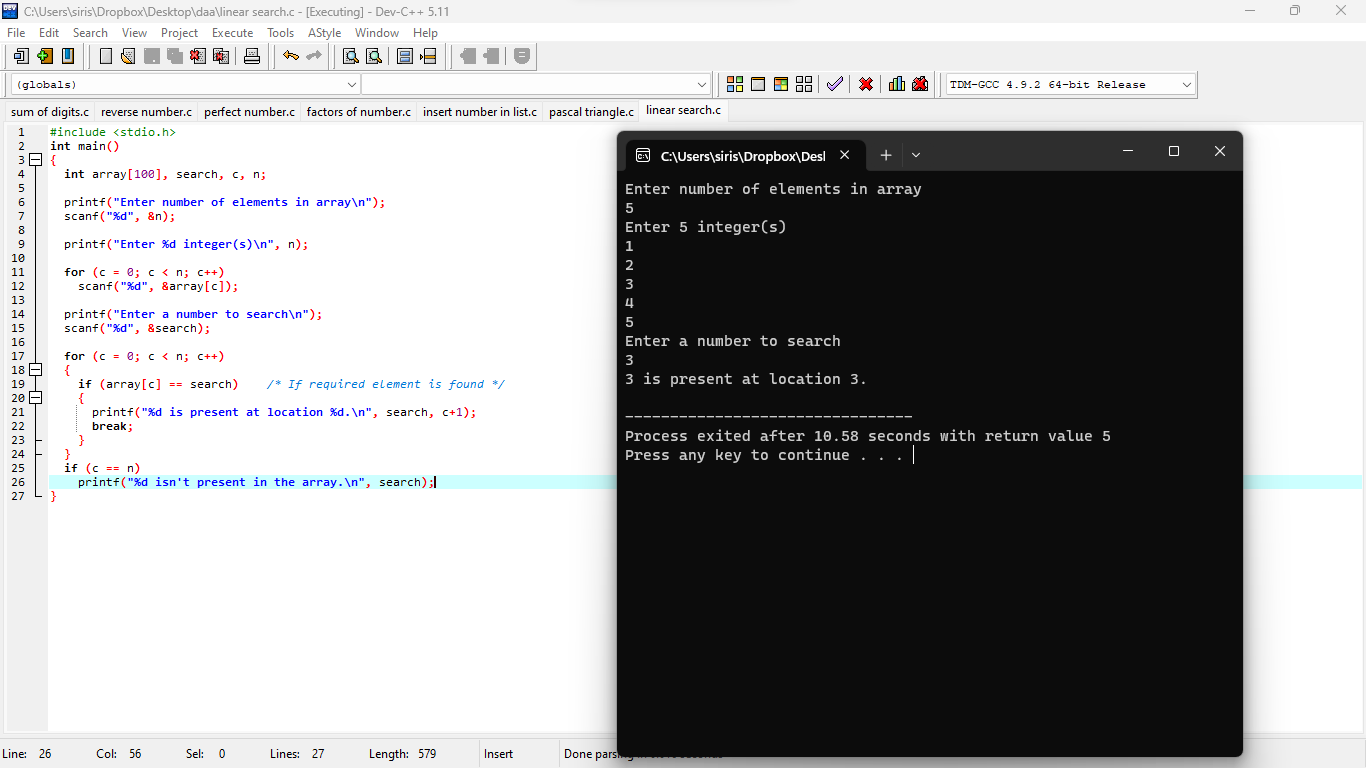 C:\Users\siris\Dropbox\Desktop\daa\linear search.c - [Executing] - Dev-C++ 5.11
File Edit Search View Project Execute Tools AStyle Window Help
(globals)
TDM-GCC 4.9.2 64-bit Release
sum of digits.c reverse number.c perfect number.c factors of number.c insert number in list.c pascal triangle.c linear search.c
1 #include <stdio.h>
2 int main()
3 {
4 int array[100], search, c, n;
5
6 printf("Enter number of elements in array\n");
7 scanf("%d", &n);
8
9 printf("Enter %d integer(s)\n", n);
10
11 for (c = 0; c < n; c++)
12 scanf("%d", &array[c]);
13
14 printf("Enter a number to search\n");
15 scanf("%d", &search);
16
17 for (c = 0; c < n; c++)
18 {
19 if (array[c] == search) /* If required element is found */
20 {
21 printf("%d is present at location %d.\n", search, c+1);
22 break;
23 }
24 }
25 if (c == n)
26 printf("%d isn't present in the array.\n", search);
27 }
C:\Users\siris\Dropbox\Desl
Enter number of elements in array
5
Enter 5 integer(s)
1
2
3
4
5
Enter a number to search
3
3 is present at location 3.
--------------------------------
Process exited after 10.58 seconds with return value 5
Press any key to continue . . .
Line: 26 Col: 56 Sel: 0 Lines: 27 Length: 579 Insert Done